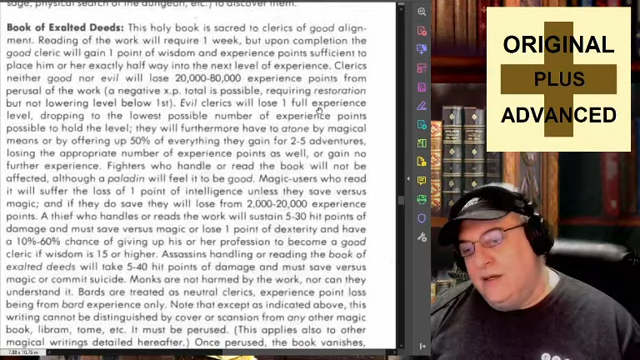 sage, physical search of the dungeon, etc.) to discover them.
Book of Exalted Deeds: This holy book is sacred to clerics of good align-
ment. Reading of the work will require 1 week, but upon completion the
good cleric will gain 1 point of wisdom and experience points sufficient to
place him or her exactly half way into the next level of experience. Clerics
neither good nor evil will lose 20,000-80,000 experience points from
perusal of the work (a negative x.p. total is possible, requiring restoration
but not lowering level below 1st). Evil clerics will lose 1 full experience
level, dropping to the lowest possible number of experience points
possible to hold the level; they will furthermore have to atone by magical
means or by offering up 50% of everything they gain for 2-5 adventures,
losing the appropriate number of experience points as well, or gain no
further experience. Fighters who handle or read the book will not be
affected, although a paladin will feel it to be good. Magic-users who read
it will suffer the loss of 1 point of intelligence unless they save versus
magic; and if they do save they will lose from 2,000-20,000 experience
points. A thief who handles or reads the work will sustain 5-30 hit points of
damage and must save versus magic or lose 1 point of dexterity and have
a 10%-60% chance of giving up his or her profession to become a good
cleric if wisdom is 15 or higher. Assassins handling or reading the book of
exalted deeds will take 5-40 hit points of damage and must save versus
magic or commit suicide. Monks are not harmed by the work, nor can they
understand it. Bards are treated as neutral clerics, experience point loss
being from bard experience only. Note that except as indicated above, this
writing cannot be distinguished by cover or scansion from any other magic
book, libram, tome, etc. It must be perused. (This applies also to other
magical writings detailed hereafter.) Once perused, the book vanishes,
7.88 x 10.76 in
ORIGINAL
PLUS
ADVANCED